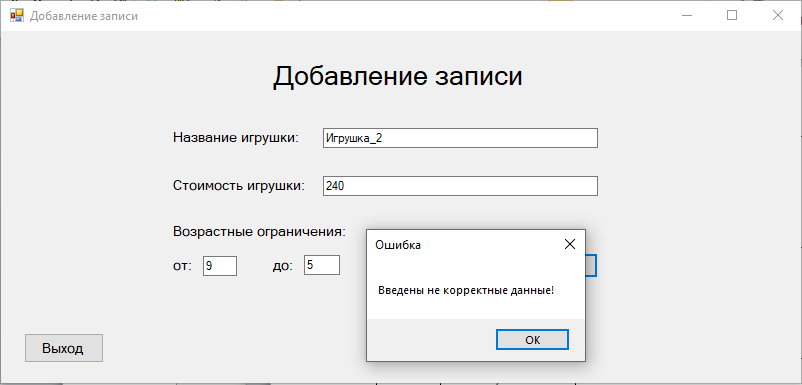 Добавление записи
Добавление записи
Название игрушки: Игрушка_2
Стоимость игрушки: 240
Возрастные ограничения:
от: 9 до: 5
Ошибка
Введены не корректные данные!
OK
Выход